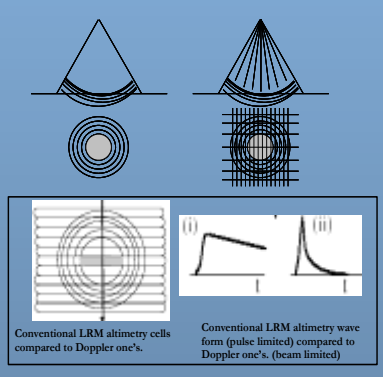 (i)
(ii)
t
t
Conventional LRM altimetry cells
compared to Doppler one's.
Conventional LRM altimetry wave
form (pulse limited) compared to
Doppler one's. (beam limited)